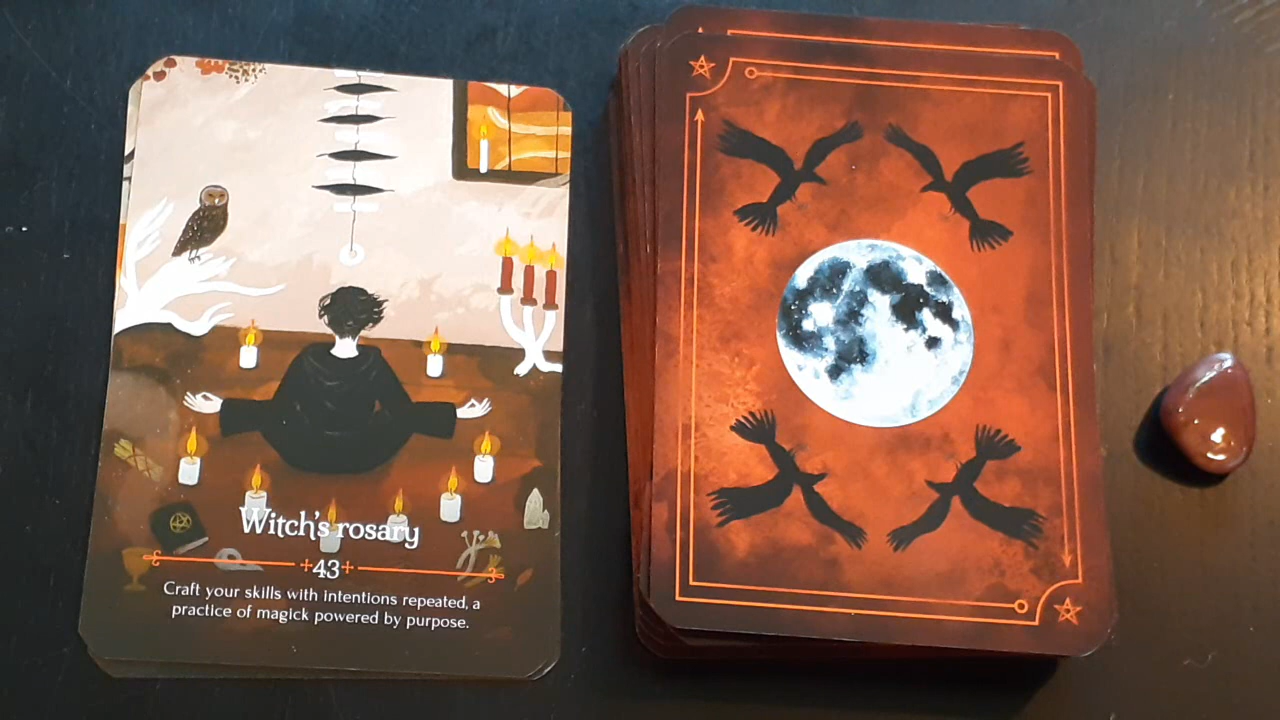 Witch's rosary
+43+
Craft your skills with intentions repeated, a
practice of magick powered by purpose.